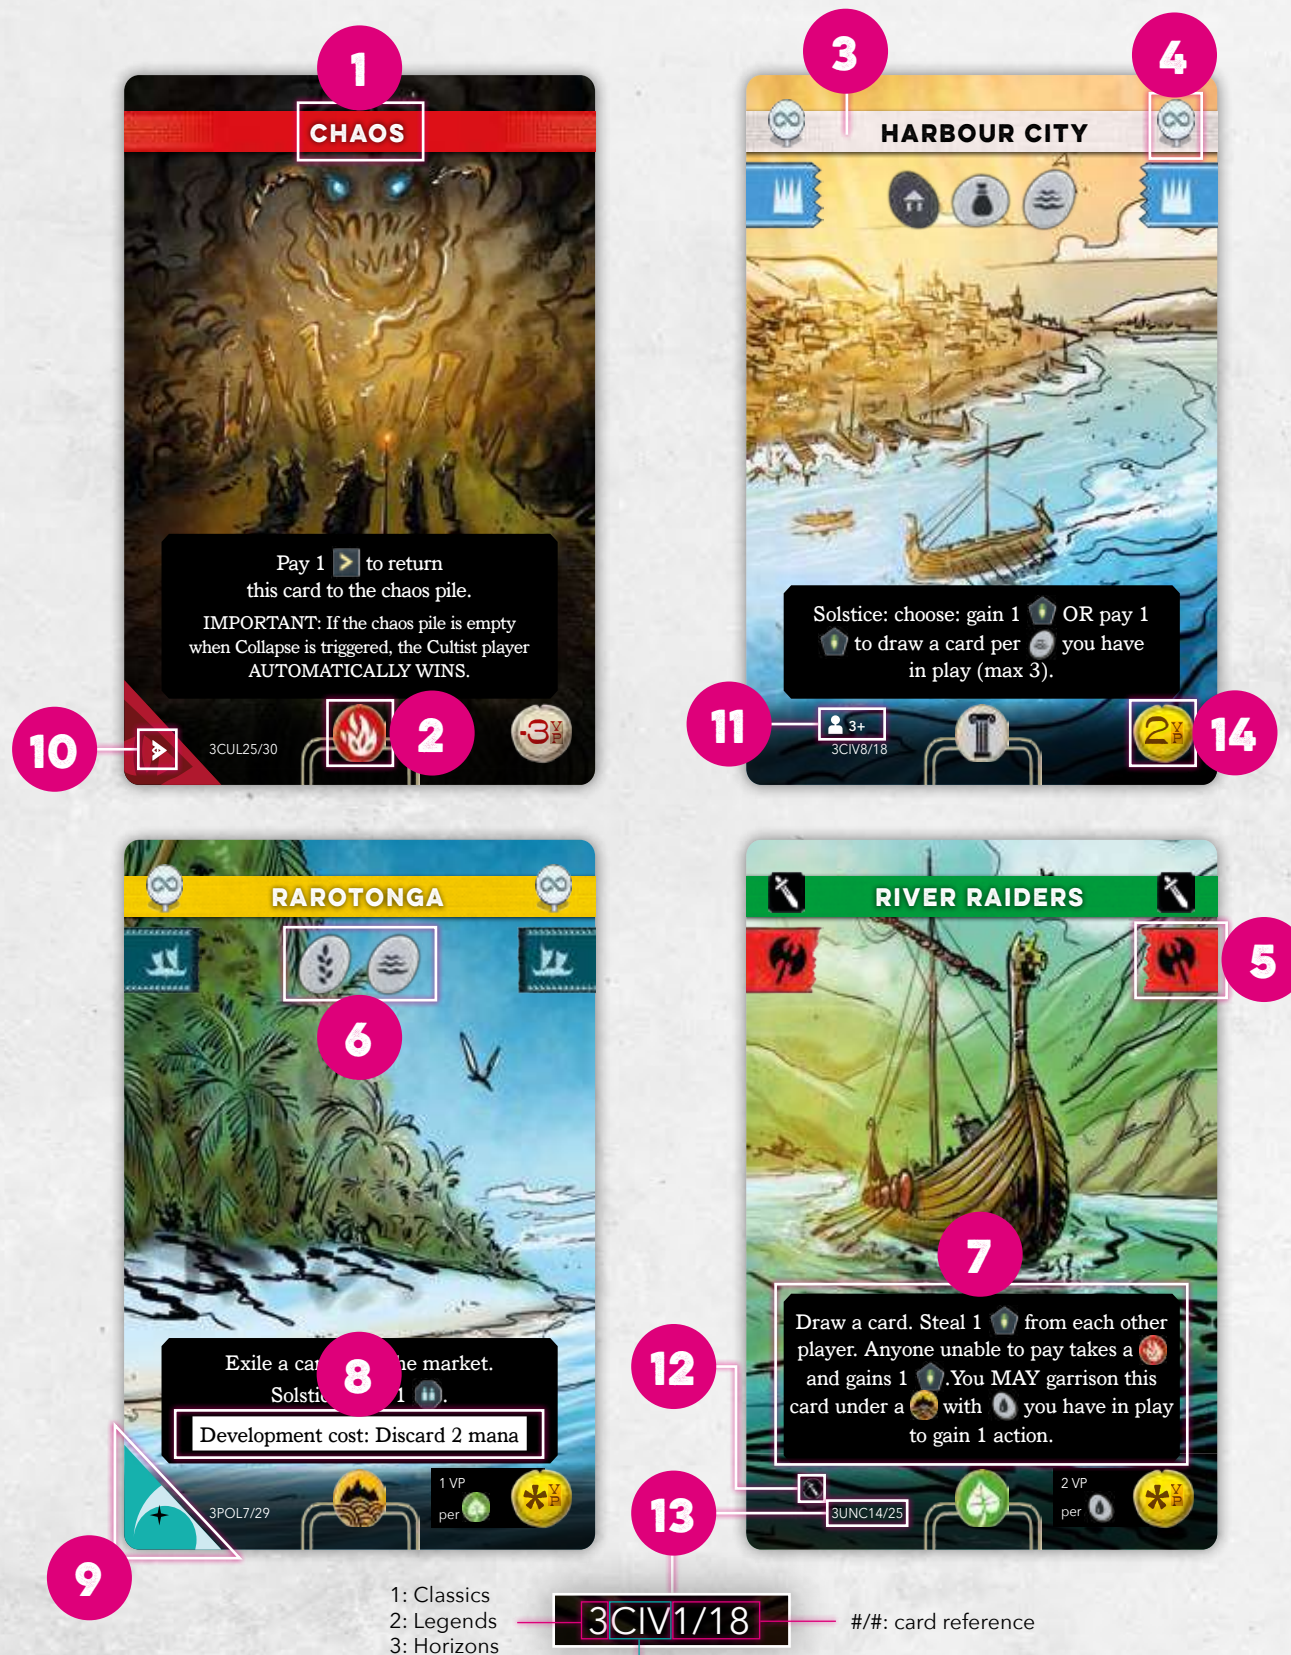 1
CHAOS
Pay 1 to return
this card to the chaos pile.
IMPORTANT: If the chaos pile is empty
when Collapse is triggered, the Cultist player
AUTOMATICALLY WINS.
10
3CUL25/30
2
-3 VP
3
4
HARBOUR CITY
Solstice: choose: gain 1 OR pay 1
to draw a card per you have
in play (max 3).
11
3+
3CIV8/18
2 VP
14
RAROTONGA
6
Exile a car he market.
Solsti 1 .
8
Development cost: Discard 2 mana
9
3POL7/29
1 VP
per
* VP
RIVER RAIDERS
5
7
Draw a card. Steal 1 from each other
player. Anyone unable to pay takes a
and gains 1 .You MAY garrison this
card under a with you have in play
to gain 1 action.
12
13
3UNC14/25
2 VP
per
* VP
1: Classics
2: Legends
3: Horizons
3CIV1/18
#/#: card reference